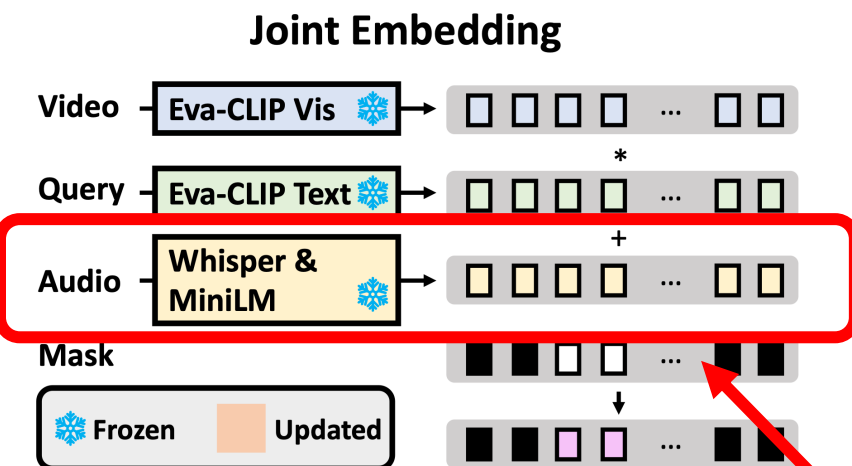 Joint Embedding
Video
Eva-CLIP Vis
...
*
Query
Eva-CLIP Text
...
+
Audio
Whisper &
MiniLM
...
Mask
...
Frozen
Updated
...